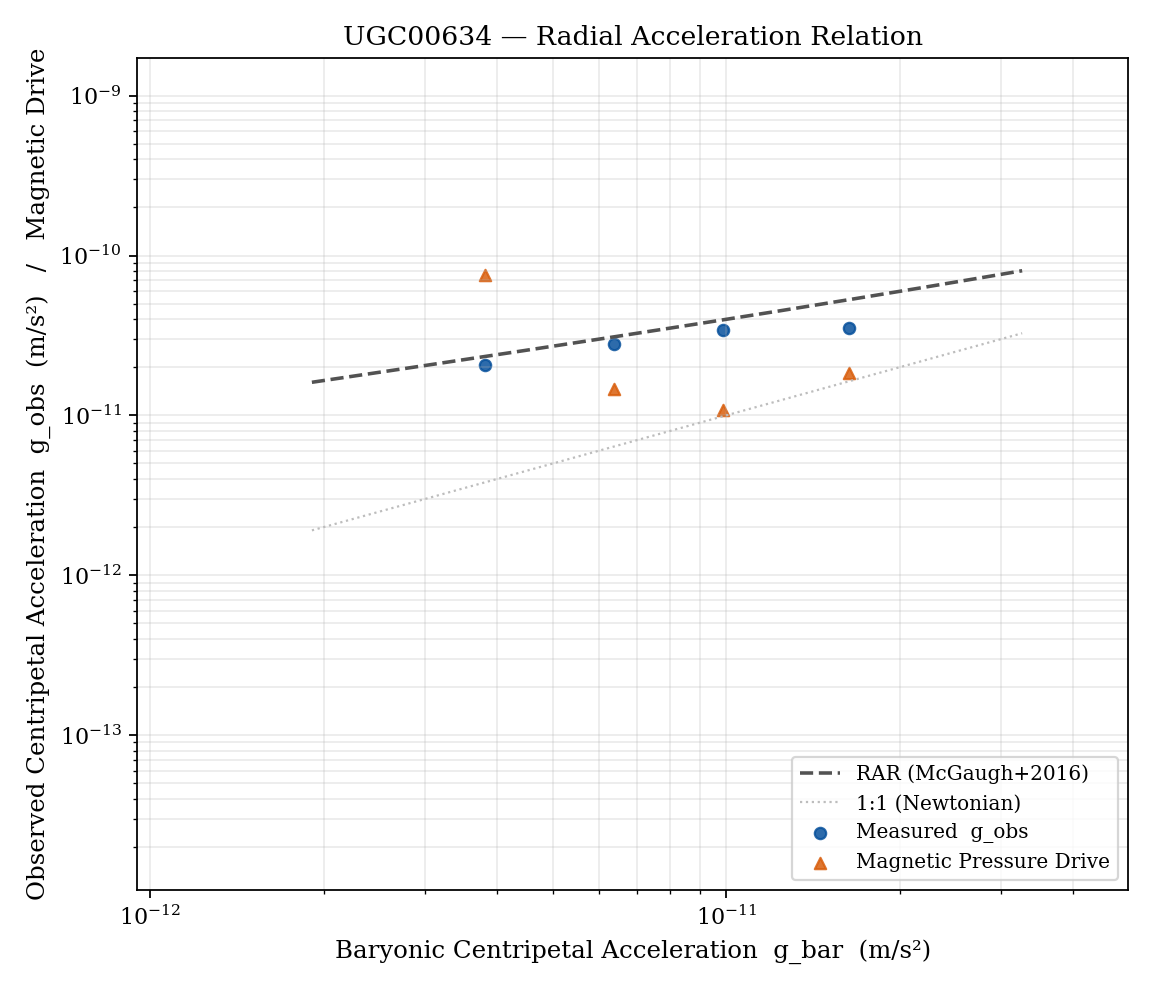 UGC00634 — Radial Acceleration Relation
Observed Centripetal Acceleration  g_obs  (m/s²)   /   Magnetic Drive
10⁻⁹
10⁻¹⁰
10⁻¹¹
10⁻¹²
10⁻¹³
RAR (McGaugh+2016)
1:1 (Newtonian)
Measured  g_obs
Magnetic Pressure Drive
10⁻¹²
10⁻¹¹
Baryonic Centripetal Acceleration  g_bar  (m/s²)